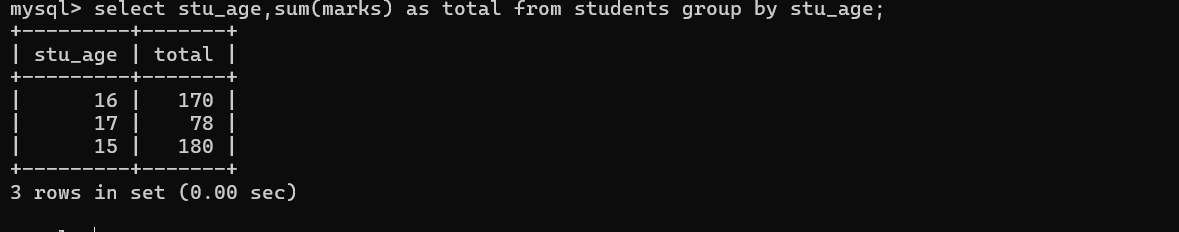 mysql> select stu_age,sum(marks) as total from students group by stu_age;
+---------+-------+
| stu_age | total |
+---------+-------+
|      16 |   170 |
|      17 |    78 |
|      15 |   180 |
+---------+-------+
3 rows in set (0.00 sec)